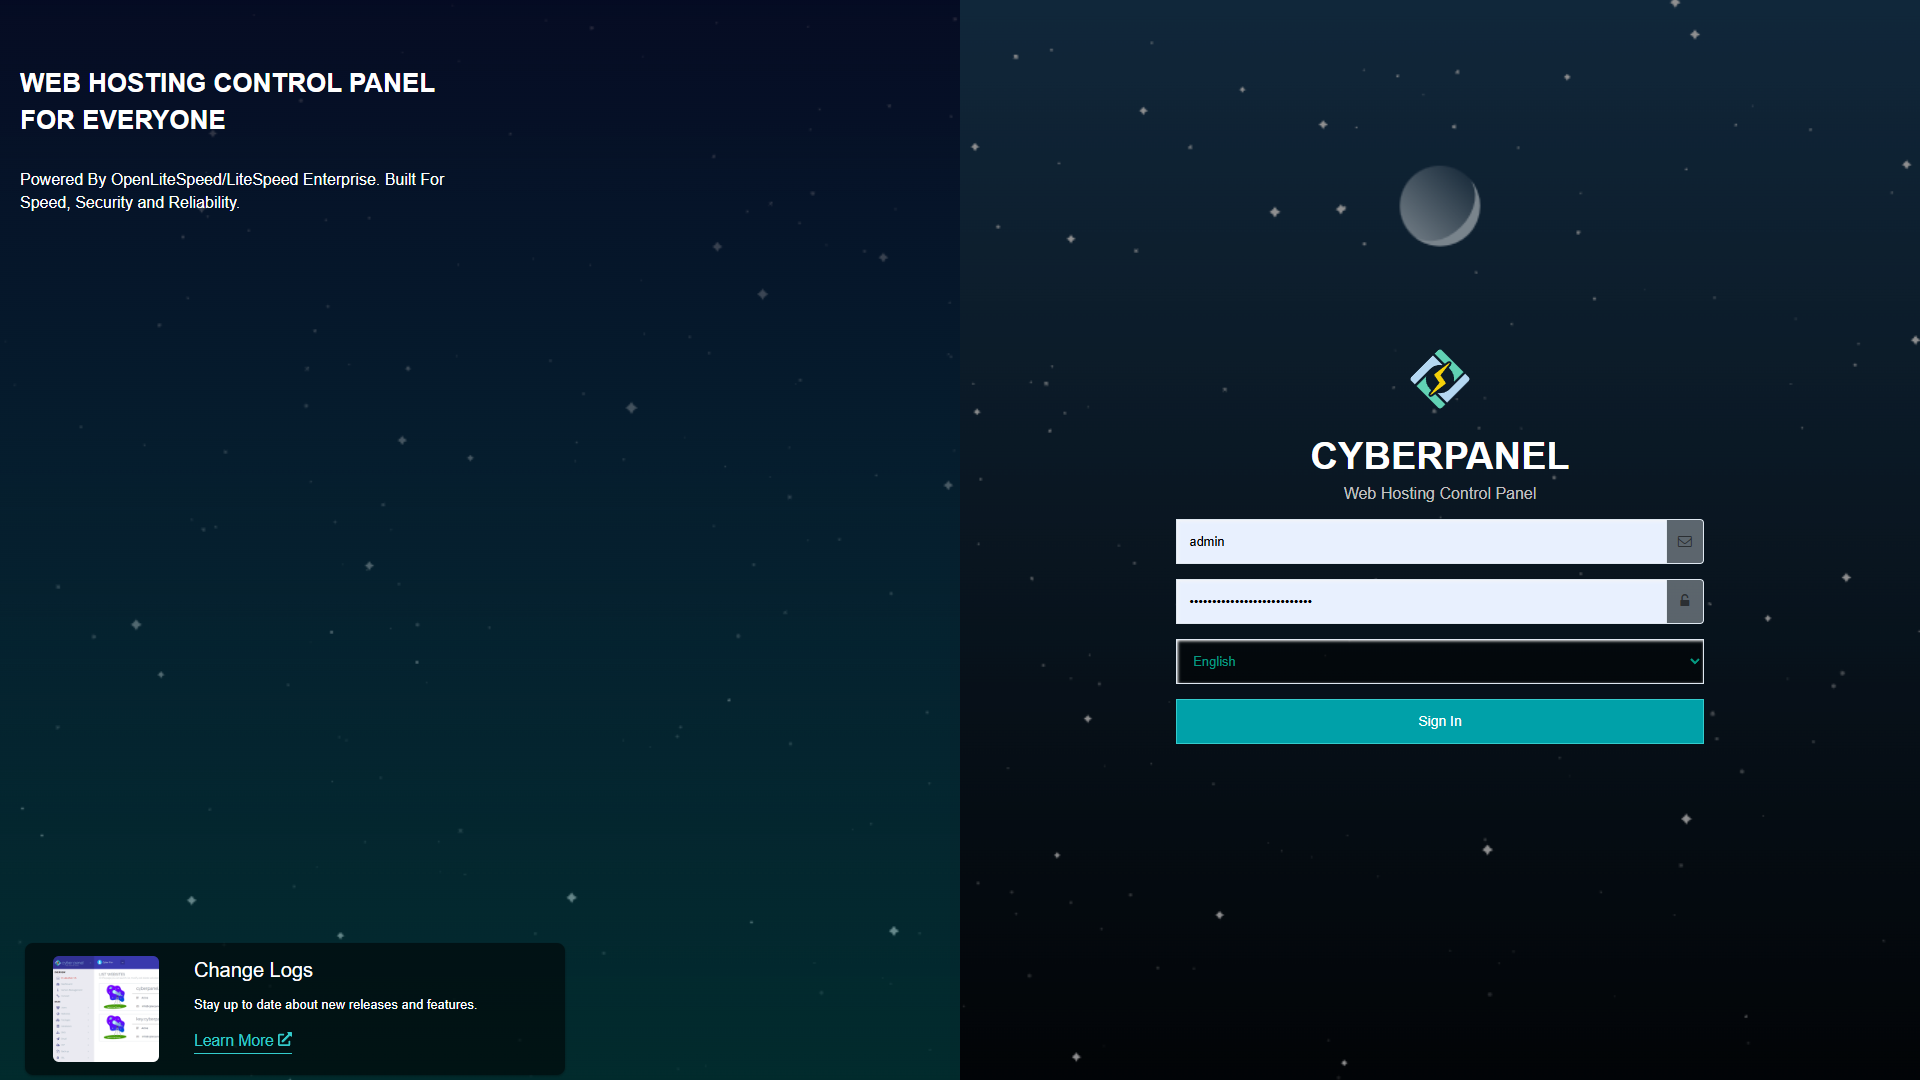 WEB HOSTING CONTROL PANEL
FOR EVERYONE
Powered By OpenLiteSpeed/LiteSpeed Enterprise. Built For
Speed, Security and Reliability.
CYBERPANEL
Web Hosting Control Panel
admin
••••••••••••••••••••••••••••
English
Sign In
Change Logs
Stay up to date about new releases and features.
Learn More